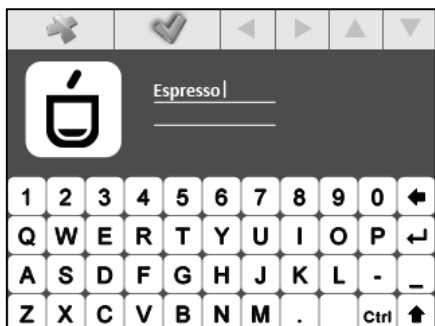 Espresso
1 2 3 4 5 6 7 8 9 0
Q W E R T Y U I O P
A S D F G H J K L - _
Z X C V B N M . Ctrl